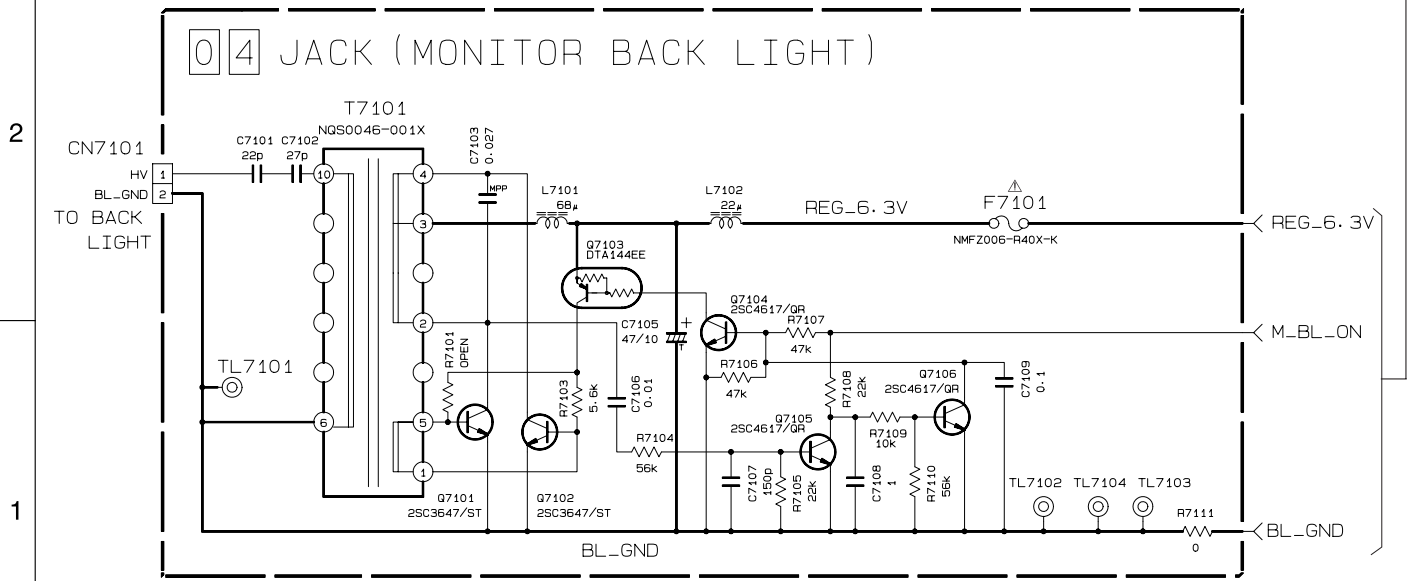 0 4 JACK (MONITOR BACK LIGHT)
2
T7101
NQS0046-001X
C7101
22p
C7102
27p
C7103
0.027
MPP
CN7101
HV 1
BL_GND 2
TO BACK
LIGHT
10
4
3
2
6
5
1
L7101
68µ
L7102
22µ
REG_6.3V
F7101
NMFZ006-R40X-K
REG_6.3V
Q7103
DTA144EE
Q7104
2SC4617/QR
C7105
47/10
+
T
R7107
47k
M_BL_ON
R7106
47k
R7101
OPEN
TL7101
R7103
5.6k
C7106
0.01
R7108
22k
Q7106
2SC4617/QR
C7109
0.1
Q7105
2SC4617/QR
R7104
56k
R7109
10k
C7107
150p
R7105
22k
C7108
1
R7110
56k
Q7101
2SC3647/ST
Q7102
2SC3647/ST
TL7102
TL7104
TL7103
R7111
0
BL_GND
BL_GND
1